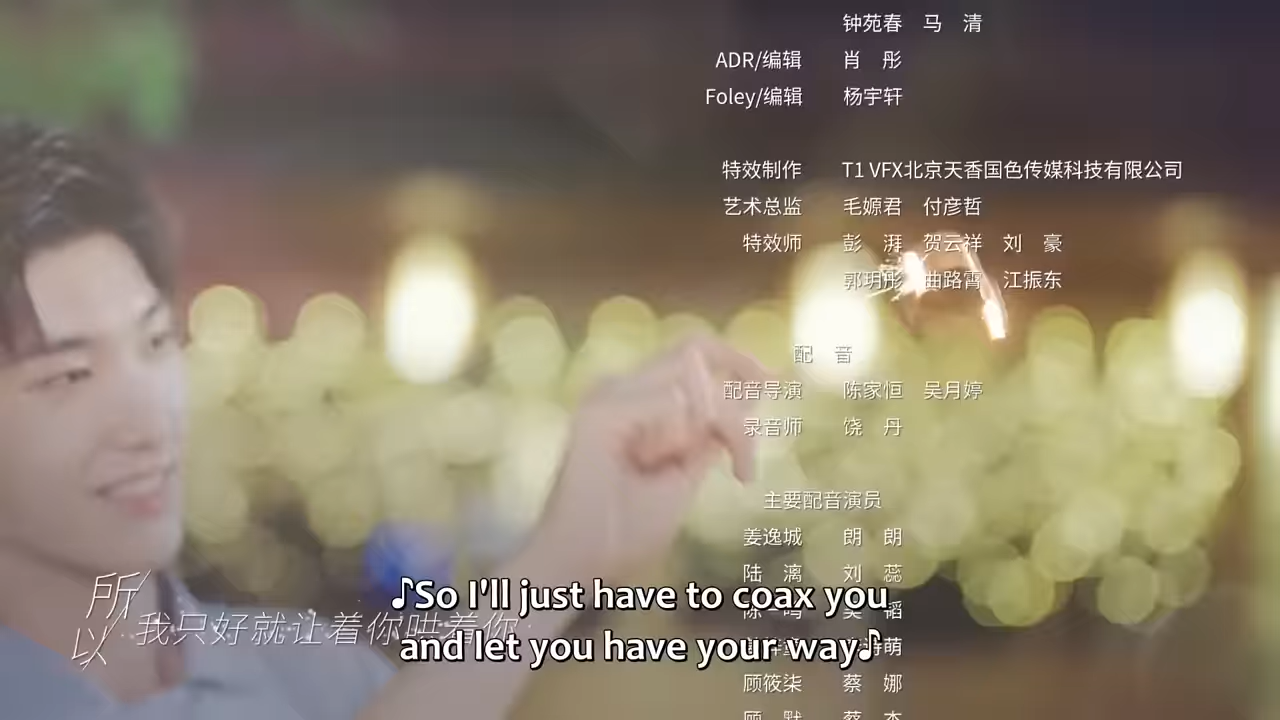 钟苑春 马 清
ADR/编辑 肖 彤
Foley/编辑 杨宇轩
特效制作 T1 VFX北京天香国色传媒科技有限公司
艺术总监 毛嫄君 付彦哲
特效师 彭 湃 贺云祥 刘 豪
郭玥彤 曲路霄 江振东
配 音
配音导演 陈家恒 吴月婷
录音师 饶 丹
主要配音演员
姜逸城 朗 朗
陆 漓 刘 蕊
所以 我只好就让着你哄着你
♪So I'll just have to coax you
and let you have your way♪
顾筱柒 蔡 娜
顾 默